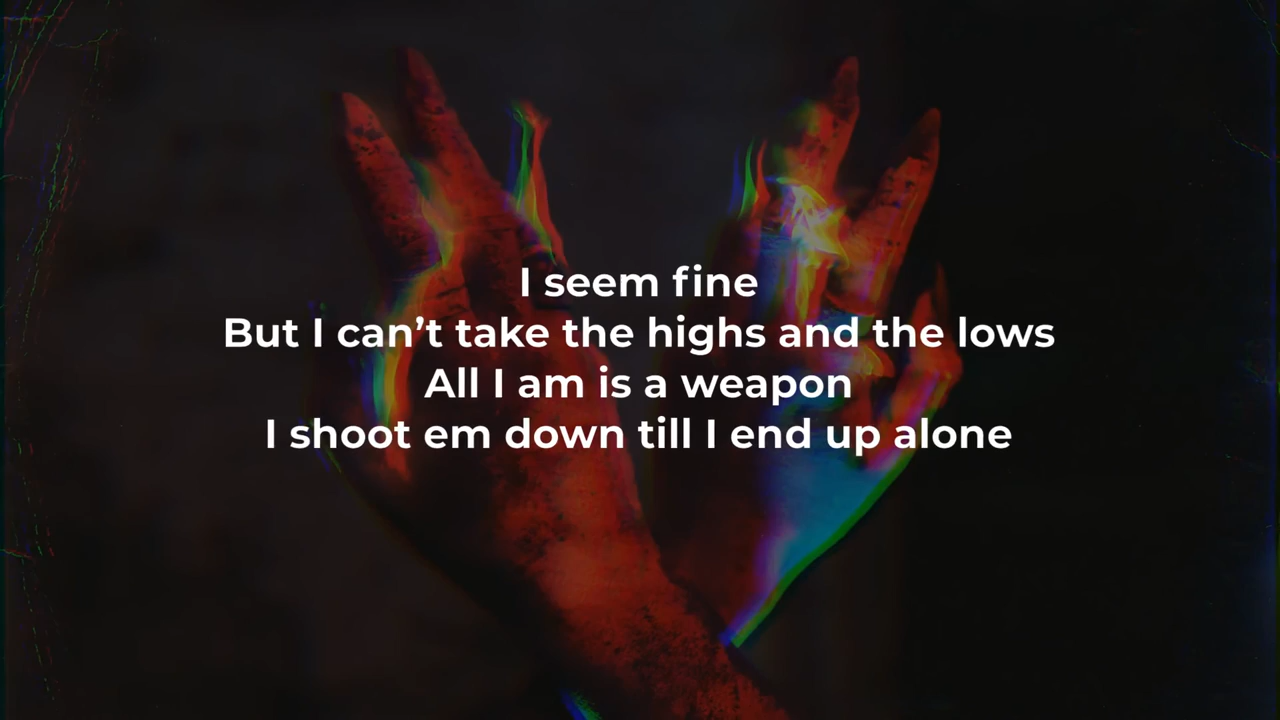 I seem fine
But I can’t take the highs and the lows
All I am is a weapon
I shoot em down till I end up alone